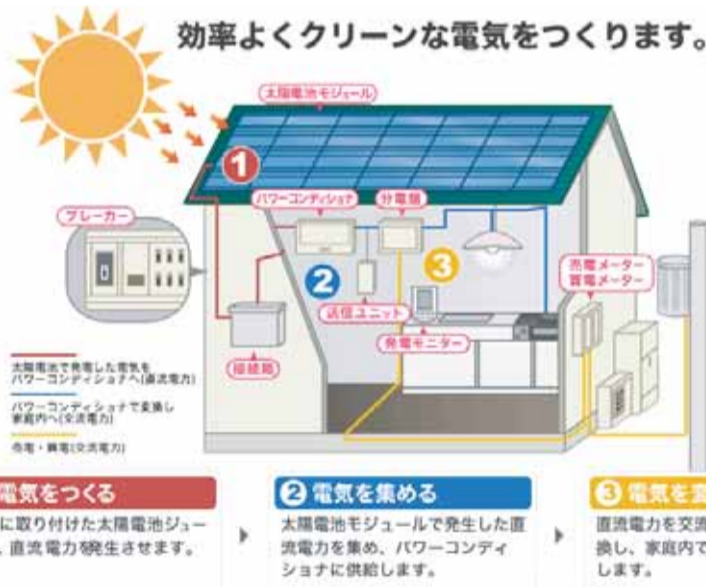 効率よくクリーンな電気をつくります。
太陽電池モジュール
1
パワーコンディショナ
分電盤
ブレーカー
2
3
売電メーター
買電メーター
送信ユニット
発電モニター
接続箱
太陽電池で発電した電気を
パワーコンディショナへ(直流電力)
パワーコンディショナで変換し
家庭内へ(交流電力)
売電・買電(交流電力)
電気をつくる
に取り付けた太陽電池ジュー
、直流電力を発生させます。
2 電気を集める
太陽電池モジュールで発生した直
流電力を集め、パワーコンディ
ショナに供給します。
3 電気を変
直流電力を交流
換し、家庭内で
します。